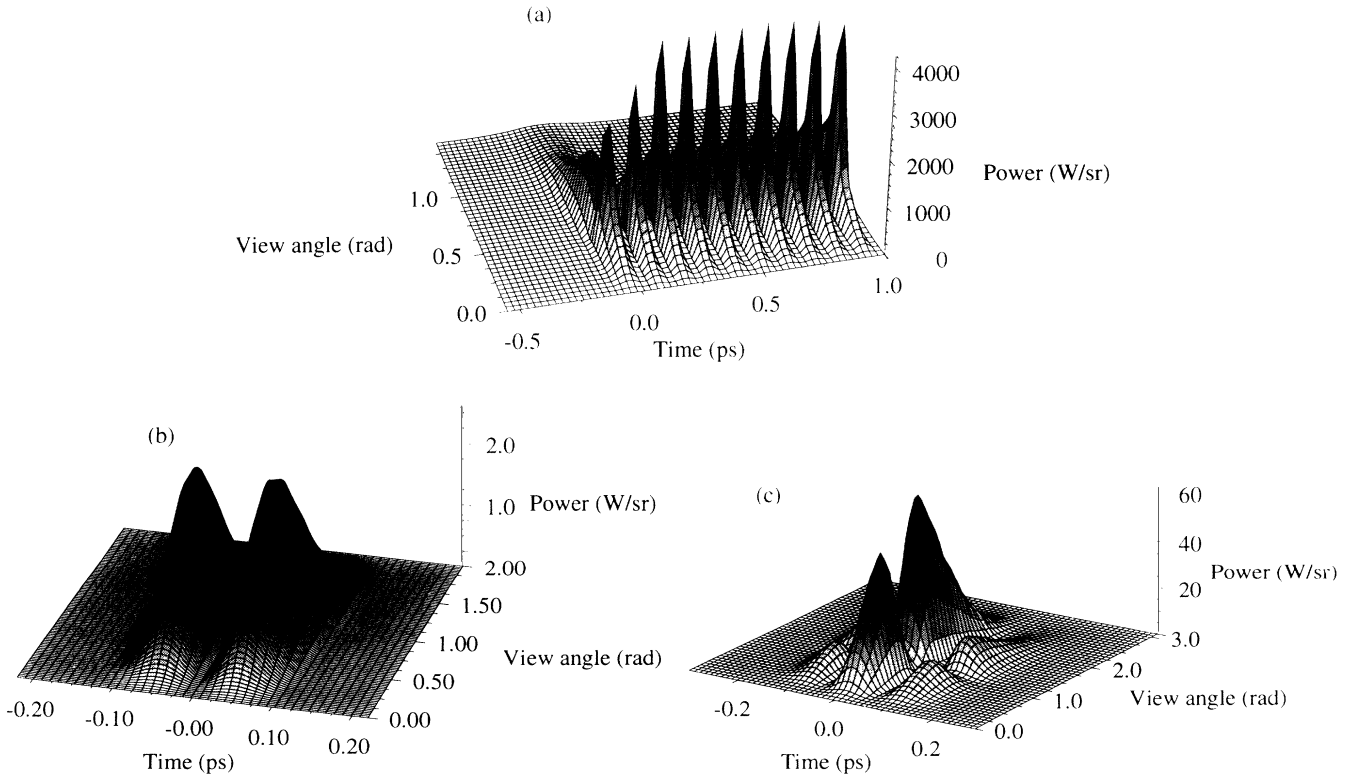 (a)
4000
3000
2000
1000
0
Power (W/sr)
View angle (rad)
1.0
0.5
0.0
-0.5
0.0
0.5
1.0
Time (ps)
(b)
2.0
1.0
Power (W/sr)
2.00
1.50
1.00
0.50
0.00
View angle (rad)
-0.20
-0.10
-0.00
0.10
0.20
Time (ps)
(c)
60
40
20
Power (W/sr)
3.0
2.0
1.0
0.0
View angle (rad)
-0.2
0.0
0.2
Time (ps)